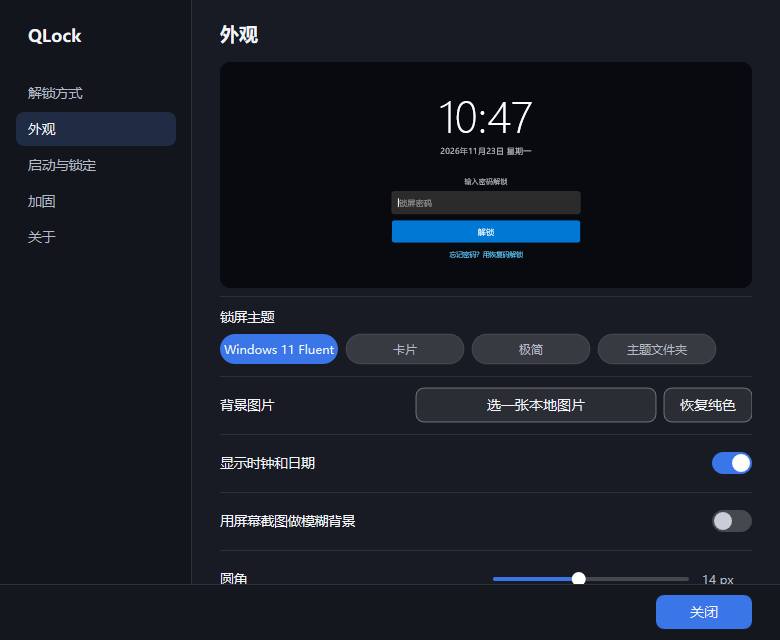 QLock
解锁方式
外观
启动与锁定
加固
关于
外观
10:47
2026年11月23日 星期一
输入密码解锁
锁屏密码
解锁
忘记密码? 用恢复码解锁
锁屏主题
Windows 11 Fluent 卡片 极简 主题文件夹
背景图片 选一张本地图片 恢复纯色
显示时钟和日期
用屏幕截图做模糊背景
圆角 14 px
关闭